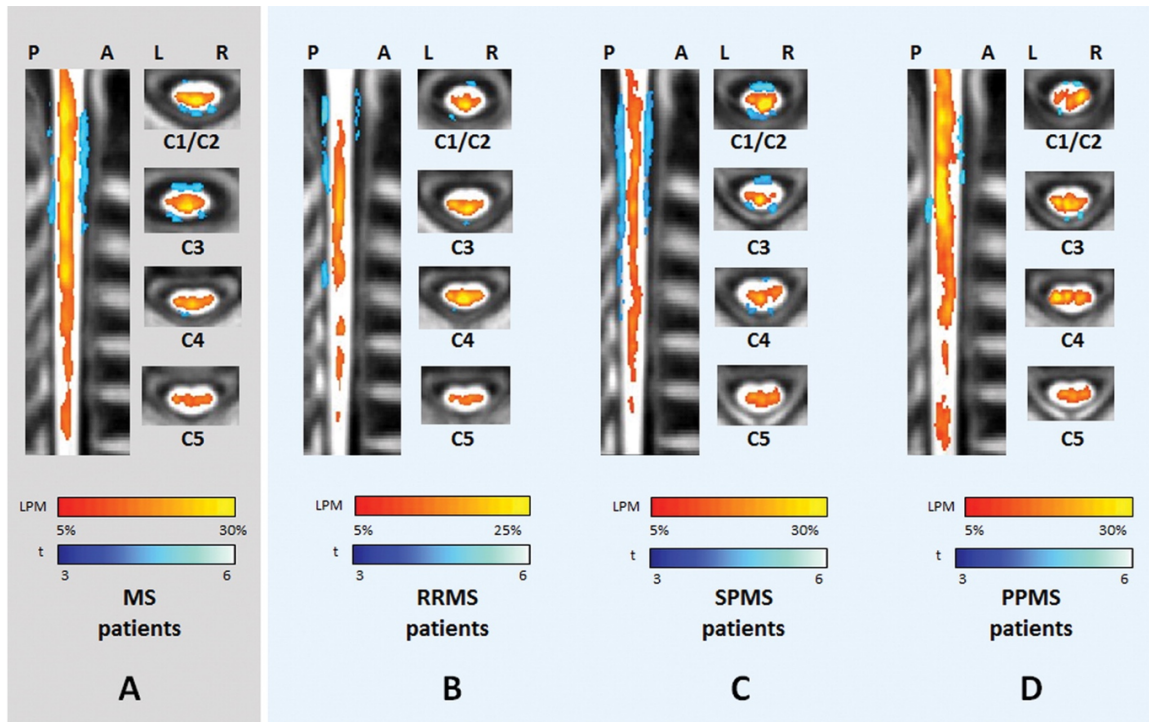 P A L R
C1/C2
C3
C4
C5
LPM
5% 30%
t
3 6
MS
patients
A
P A L R
C1/C2
C3
C4
C5
LPM
5% 25%
t
3 6
RRMS
patients
B
P A L R
C1/C2
C3
C4
C5
LPM
5% 30%
t
3 6
SPMS
patients
C
P A L R
C1/C2
C3
C4
C5
LPM
5% 30%
t
3 6
PPMS
patients
D